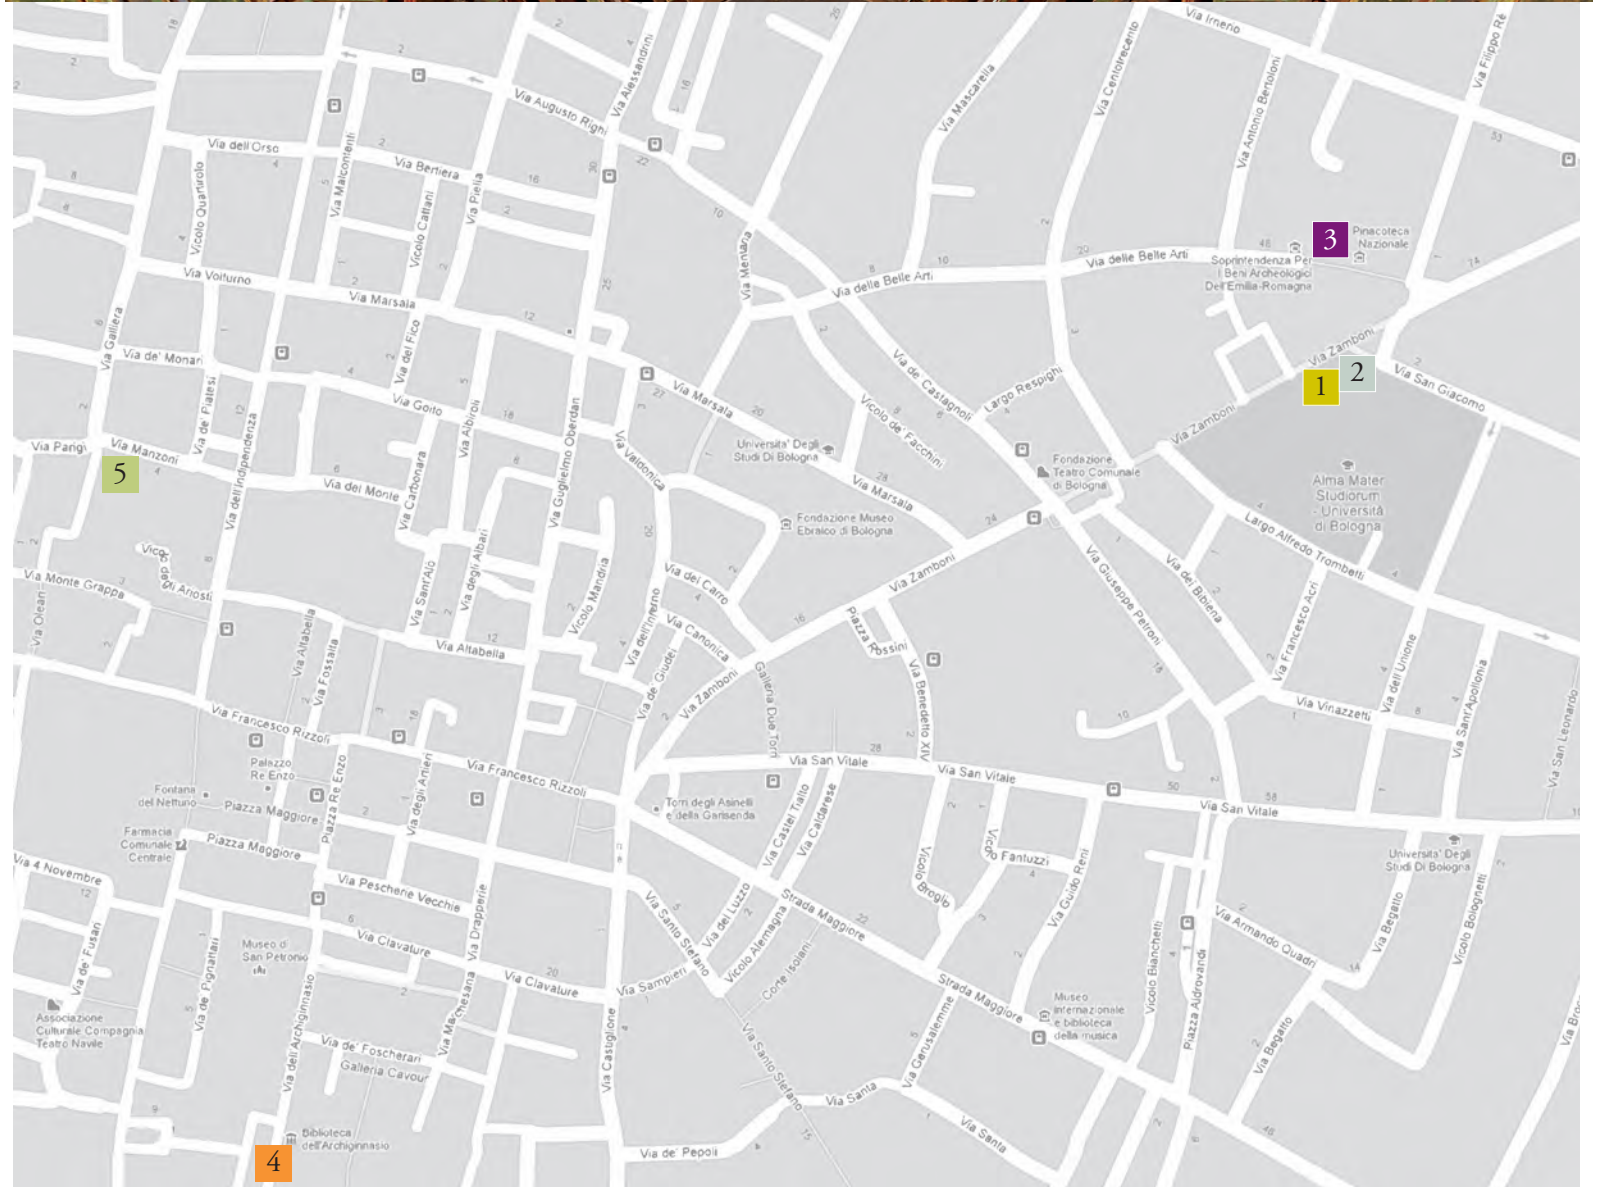 Via Irnerio
Via Filippo Rè
Via Alessandrini
Via Mascarella
Via Centotrecento
Via Antonio Bertoloni
Via Augusto Righi
Via dell'Orso
Via Malcontenti
Via Bertiera
Via Piella
Vicolo Quartirolo
Vicolo Cattani
Via Mentana
Via delle Belle Arti
Via delle Belle Arti
3
Pinacoteca
Nazionale
Soprintendenza Per
I Beni Archeologici
Dell'Emilia-Romagna
Via Volturno
Via Marsala
Via Galliera
Via de' Monari
Via del Fico
Via de' Piatesi
Via Goito
Via Albiroli
Via Guglielmo Oberdan
Via Marsala
Via de' Castagnoli
Largo Respighi
Via Zamboni
1
2
Via San Giacomo
Via Parigi
Via Manzoni
5
Via dell'Indipendenza
Via del Monte
Via Carbonara
Via Valdonica
Universita' Degli
Studi Di Bologna
Vicolo de' Facchini
Via Marsala
Via Zamboni
Fondazione
Teatro Comunale
di Bologna
Alma Mater
Studiorum
- Università
di Bologna
Largo Alfredo Trombetti
Fondazione Museo
Ebraico di Bologna
Via Zamboni
Via Giuseppe Petroni
Via dei Bibiena
Via Francesco Acri
Via dell'Unione
Via Sant'Apollonia
Via San Leonardo
Via Vinazzetti
Via Monte Grappa
Via Oleari
Via Altabella
Via Fossalta
Via Sant'Alò
Via degli Albari
Via Altabella
Vicolo Mandria
Via dell'Inferno
Via del Carro
Via Canonica
Via de' Giudei
Via Zamboni
Galleria Due Torri
Piazza Rossini
Via Benedetto XIV
Via Francesco Rizzoli
Palazzo
Re Enzo
Piazza Re Enzo
Via degli Arieri
Via Francesco Rizzoli
Via San Vitale
Via San Vitale
Via San Vitale
Fontana
del Nettuno
Piazza Maggiore
Farmacia
Comunale
Centrale
Piazza Maggiore
Torri degli Asinelli
e della Garisenda
Via Castel Tialto
Via Caldarese
Vicolo Broglio
Vicolo Fantuzzi
Via Guido Reni
Universita' Degli
Studi Di Bologna
Via 4 Novembre
Via de' Fusari
Via Pescherie Vecchie
Via Drapperie
Via Clavature
Via Clavature
Via Santo Stefano
Via del Luzzo
Vicolo Alemagna
Strada Maggiore
Corte Isolani
Via Sampieri
Strada Maggiore
Vicolo Bianchetti
Piazza Aldrovandi
Via Armando Quadri
Via Begatto
Vicolo Bolognetti
Via Begatto
Museo di
San Petronio
Via de' Pignattari
Via dell'Archiginnasio
Via Marchesana
Associazione
Culturale Compagnia
Teatro Navile
Via de' Foscherari
Galleria Cavour
Via Castiglione
Via Santo Stefano
Via Gerusalemme
Museo
internazionale
e biblioteca
della musica
Via Santa
Via Santa
Via de' Pepoli
4
Biblioteca
dell'Archiginnasio